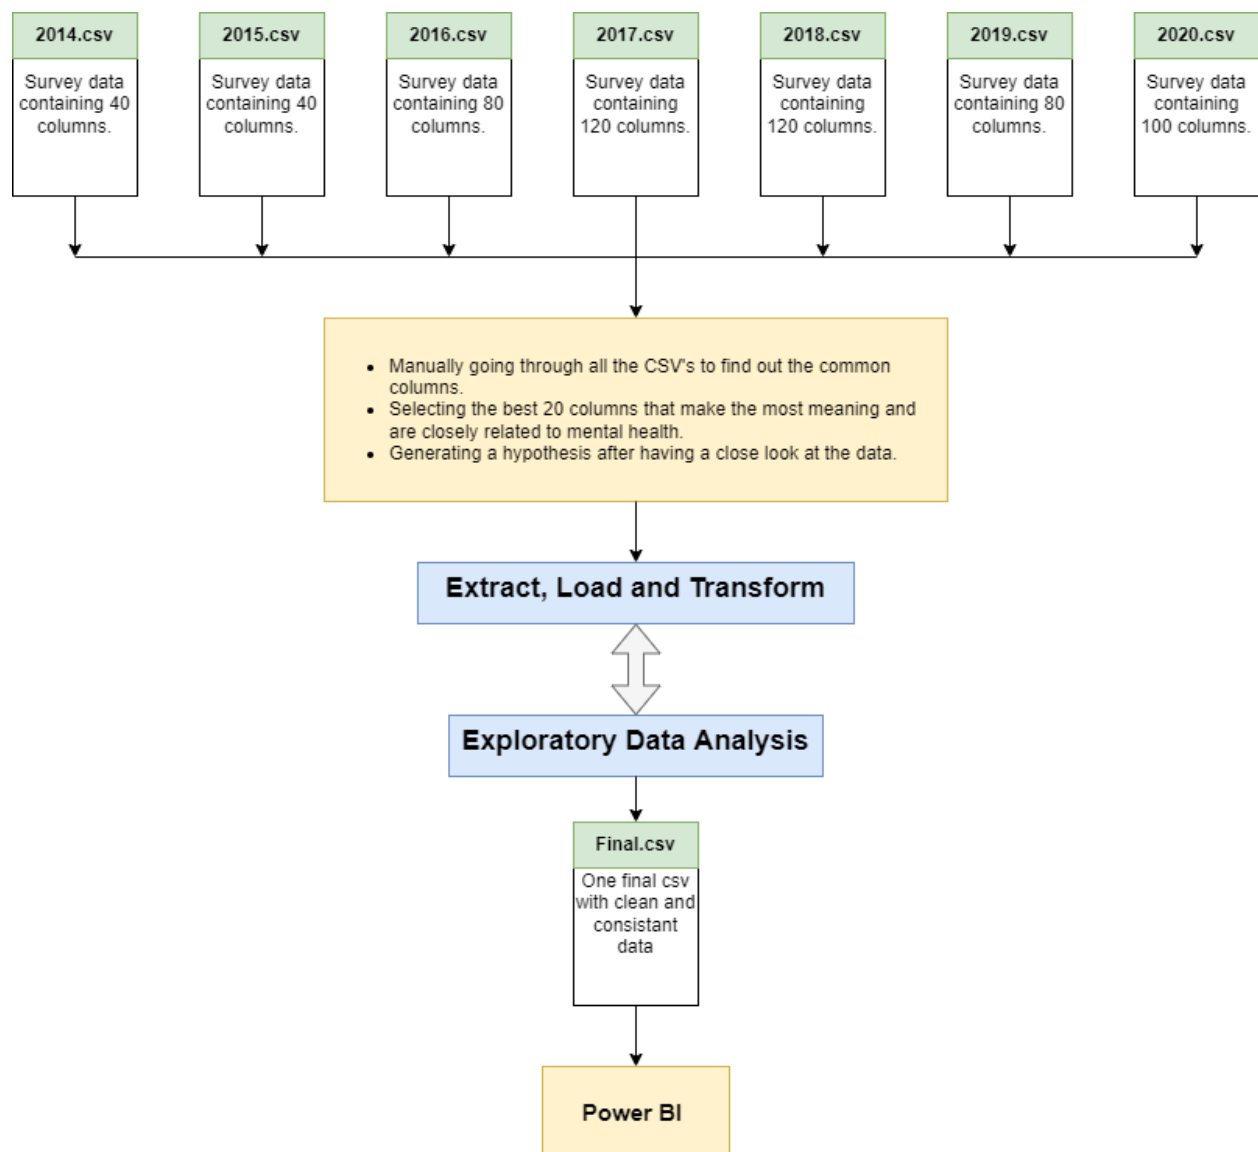 2014.csv
2015.csv
2016.csv
2017.csv
2018.csv
2019.csv
2020.csv
Survey data
containing 40
columns.
Survey data
containing 40
columns.
Survey data
containing 80
columns.
Survey data
containing
120 columns.
Survey data
containing
120 columns.
Survey data
containing 80
columns.
Survey data
containing
100 columns.
• Manually going through all the CSV's to find out the common
columns.
• Selecting the best 20 columns that make the most meaning and
are closely related to mental health.
• Generating a hypothesis after having a close look at the data.
Extract, Load and Transform
Exploratory Data Analysis
Final.csv
One final csv
with clean and
consistant
data
Power BI